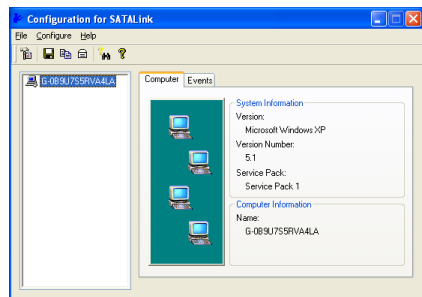 Configuration for SATALink
File Configure Help
G-0B9U7S5RVA4LA
Computer Events
System Information
Version:
Microsoft Windows XP
Version Number:
5.1
Service Pack:
Service Pack 1
Computer Information
Name:
G-0B9U7S5RVA4LA